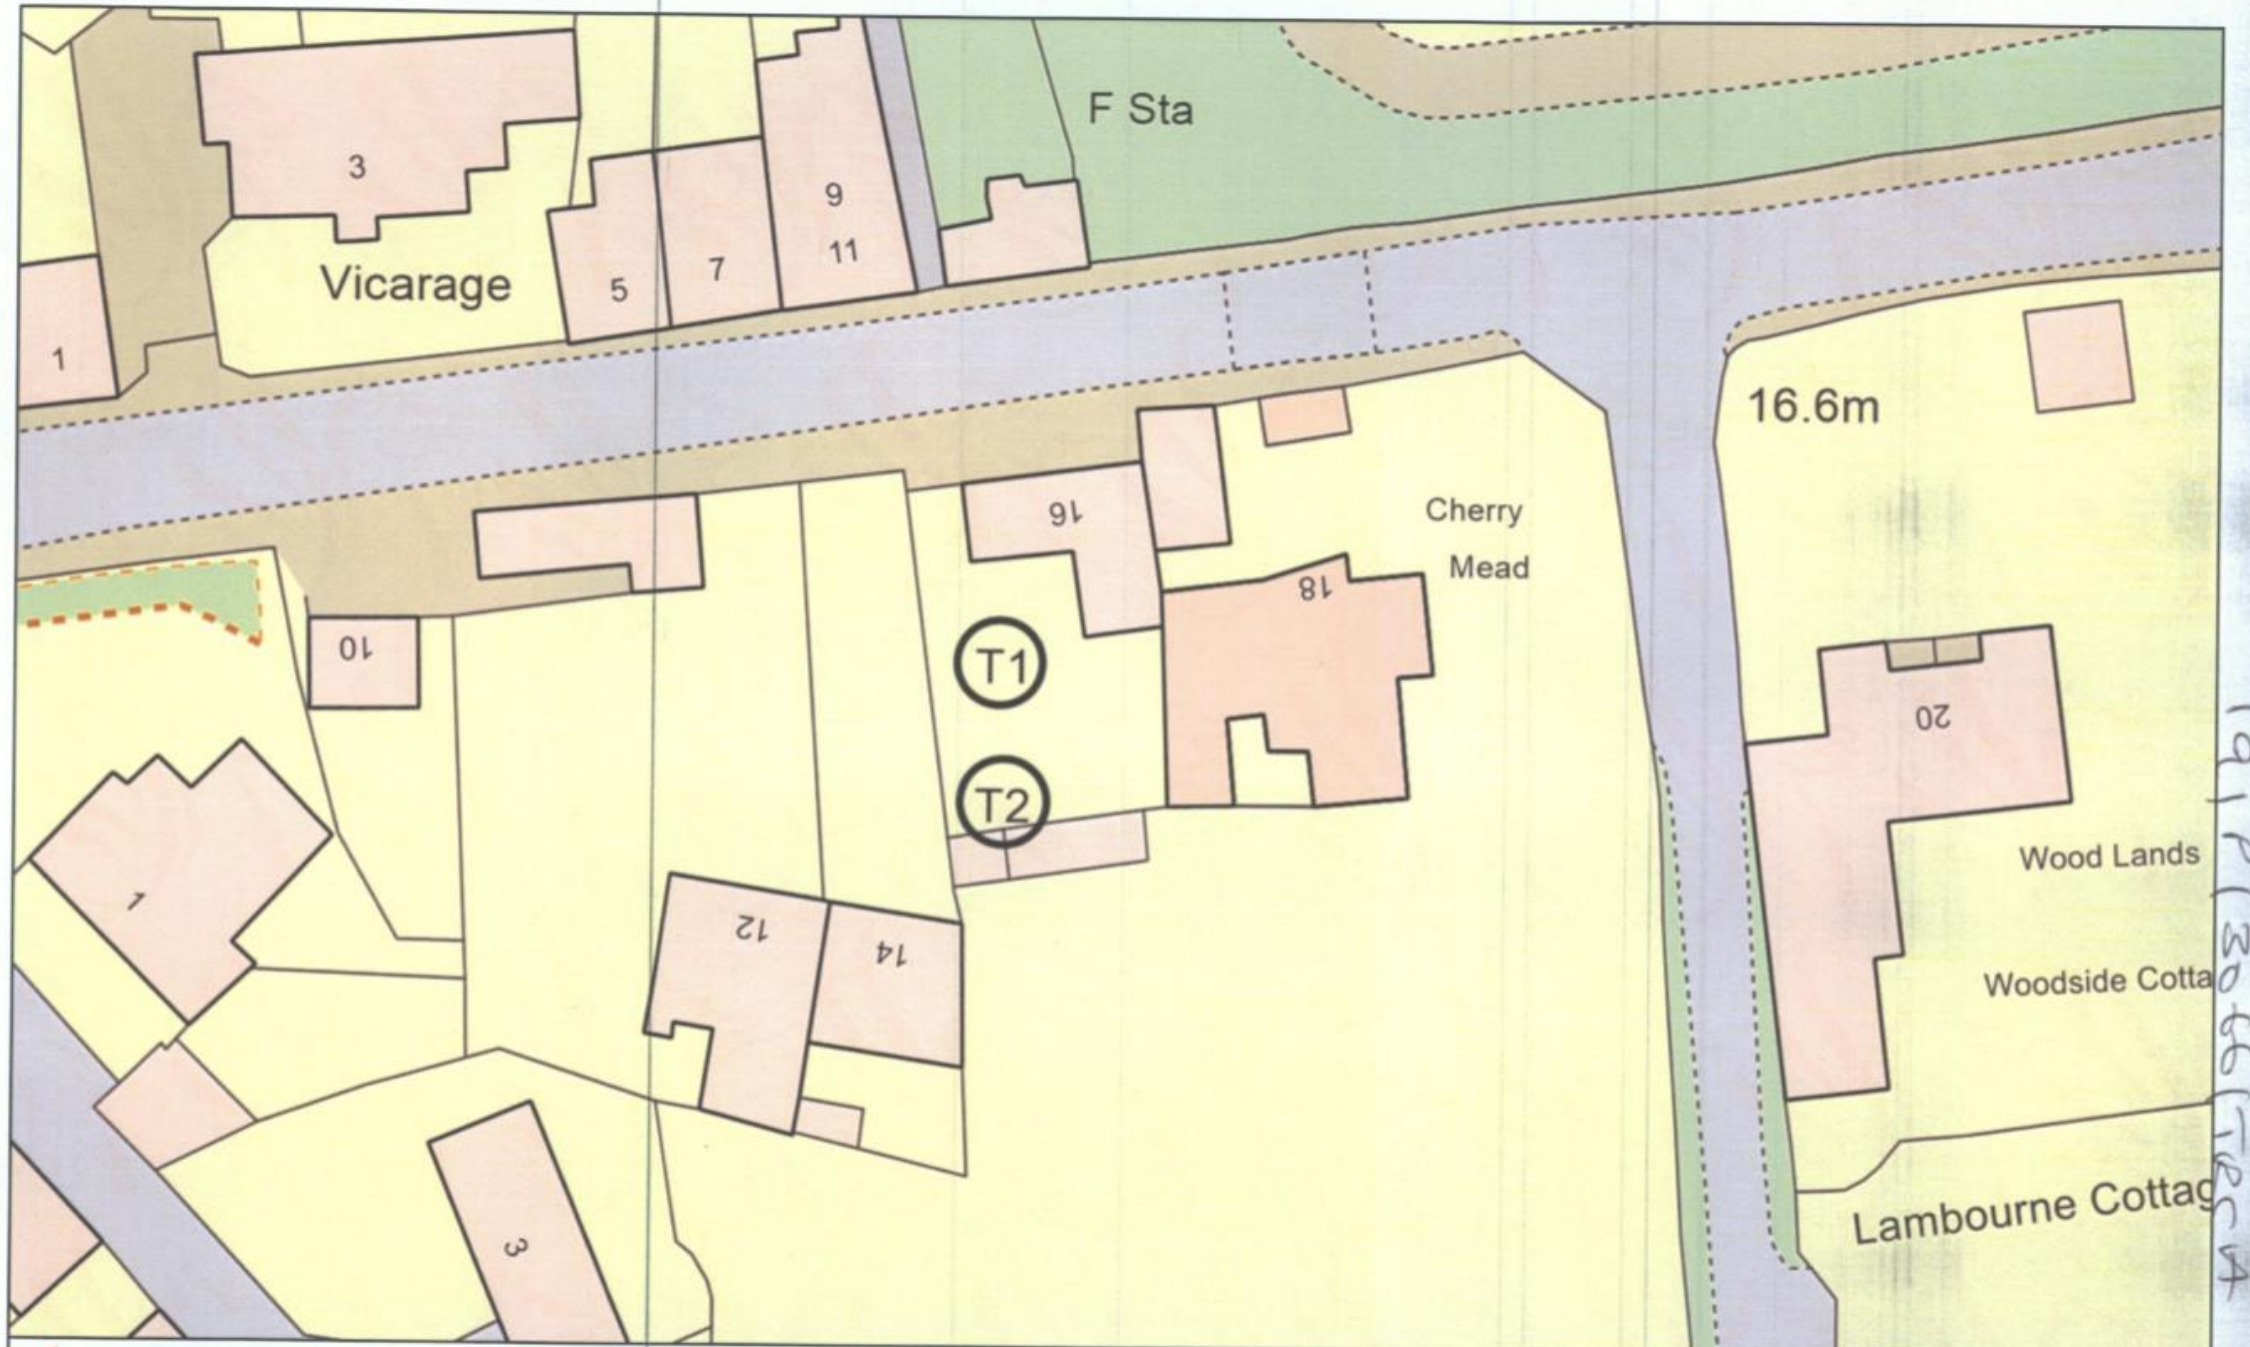 F Sta
3
9
11
Vicarage
5
7
1
16.6m
16
Cherry
Mead
18
10
T1
20
T2
Wood Lands
1
12
14
Woodside Cotta
Lambourne Cottag
3